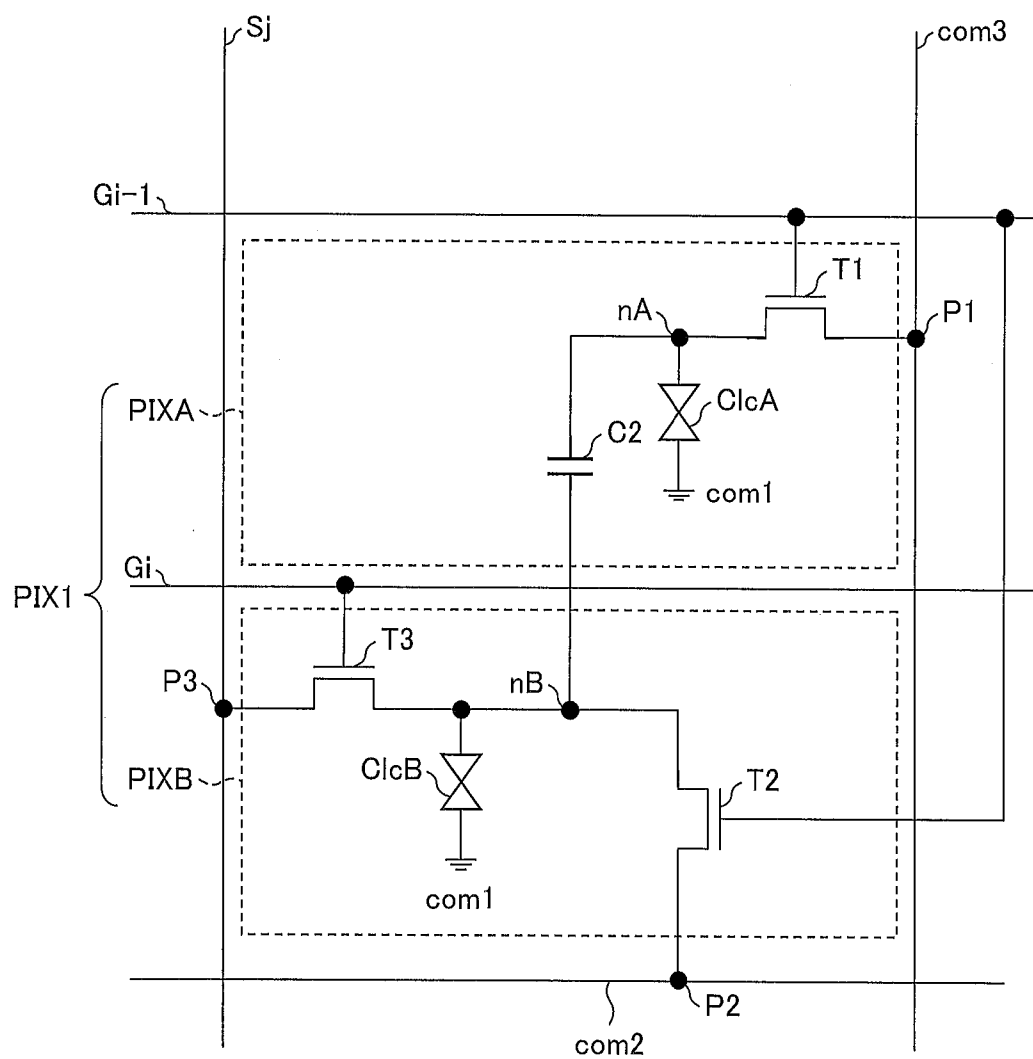 Sj
com3
Gi-1
T1
nA
P1
PIXA
ClcA
C2
com1
Gi
PIX1
T3
P3
nB
ClcB
PIXB
T2
com1
P2
com2